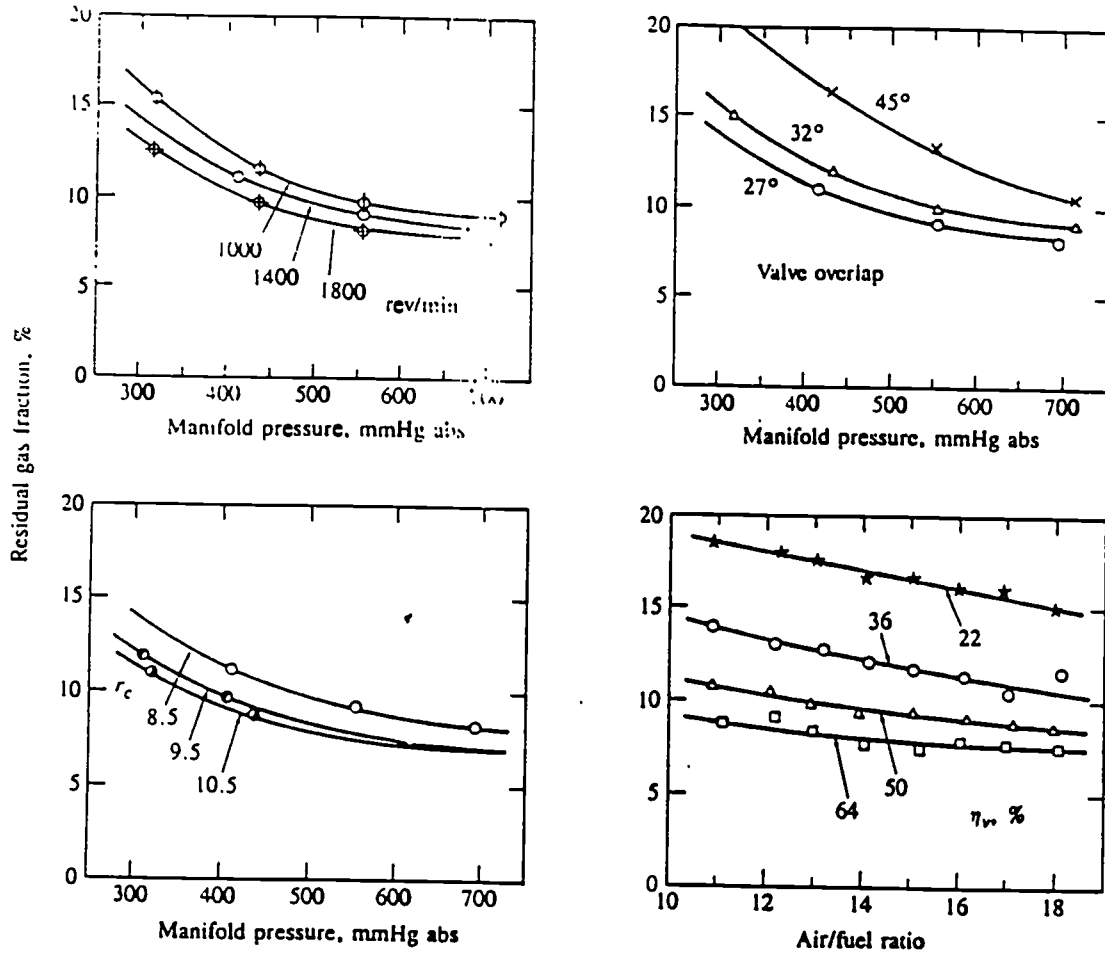 Residual gas fraction, %
20
15
10
5
0
1000
1400
1800
rev/min
300 400 500 600
Manifold pressure, mmHg abs
20
15
10
5
0
45°
32°
27°
Valve overlap
300 400 500 600 700
Manifold pressure, mmHg abs
20
15
10
5
0
r_c
8.5
9.5
10.5
300 400 500 600 700
Manifold pressure, mmHg abs
20
15
10
5
0
22
36
50
64
η_v, %
10 12 14 16 18
Air/fuel ratio